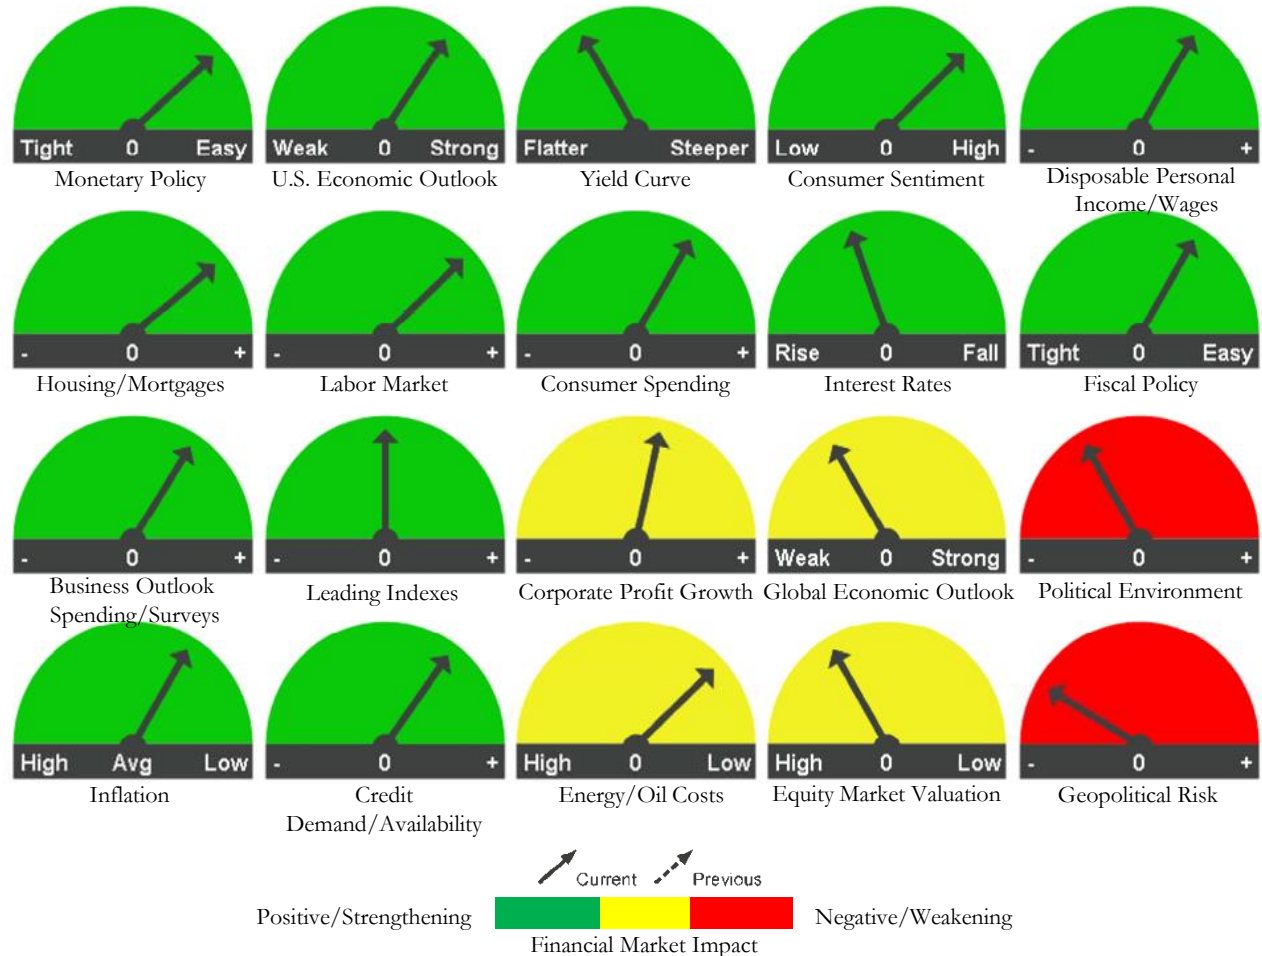 Tight 0 Easy
Monetary Policy
Weak 0 Strong
U.S. Economic Outlook
Flatter Steeper
Yield Curve
Low 0 High
Consumer Sentiment
- 0 +
Disposable Personal
Income/Wages
- 0 +
Housing/Mortgages
- 0 +
Labor Market
- 0 +
Consumer Spending
Rise 0 Fall
Interest Rates
Tight 0 Easy
Fiscal Policy
- 0 +
Business Outlook
Spending/Surveys
- 0 +
Leading Indexes
- 0 +
Corporate Profit Growth
Weak 0 Strong
Global Economic Outlook
- 0 +
Political Environment
High Avg Low
Inflation
- 0 +
Credit
Demand/Availability
High 0 Low
Energy/Oil Costs
High 0 Low
Equity Market Valuation
- 0 +
Geopolitical Risk
Current Previous
Positive/Strengthening Negative/Weakening
Financial Market Impact